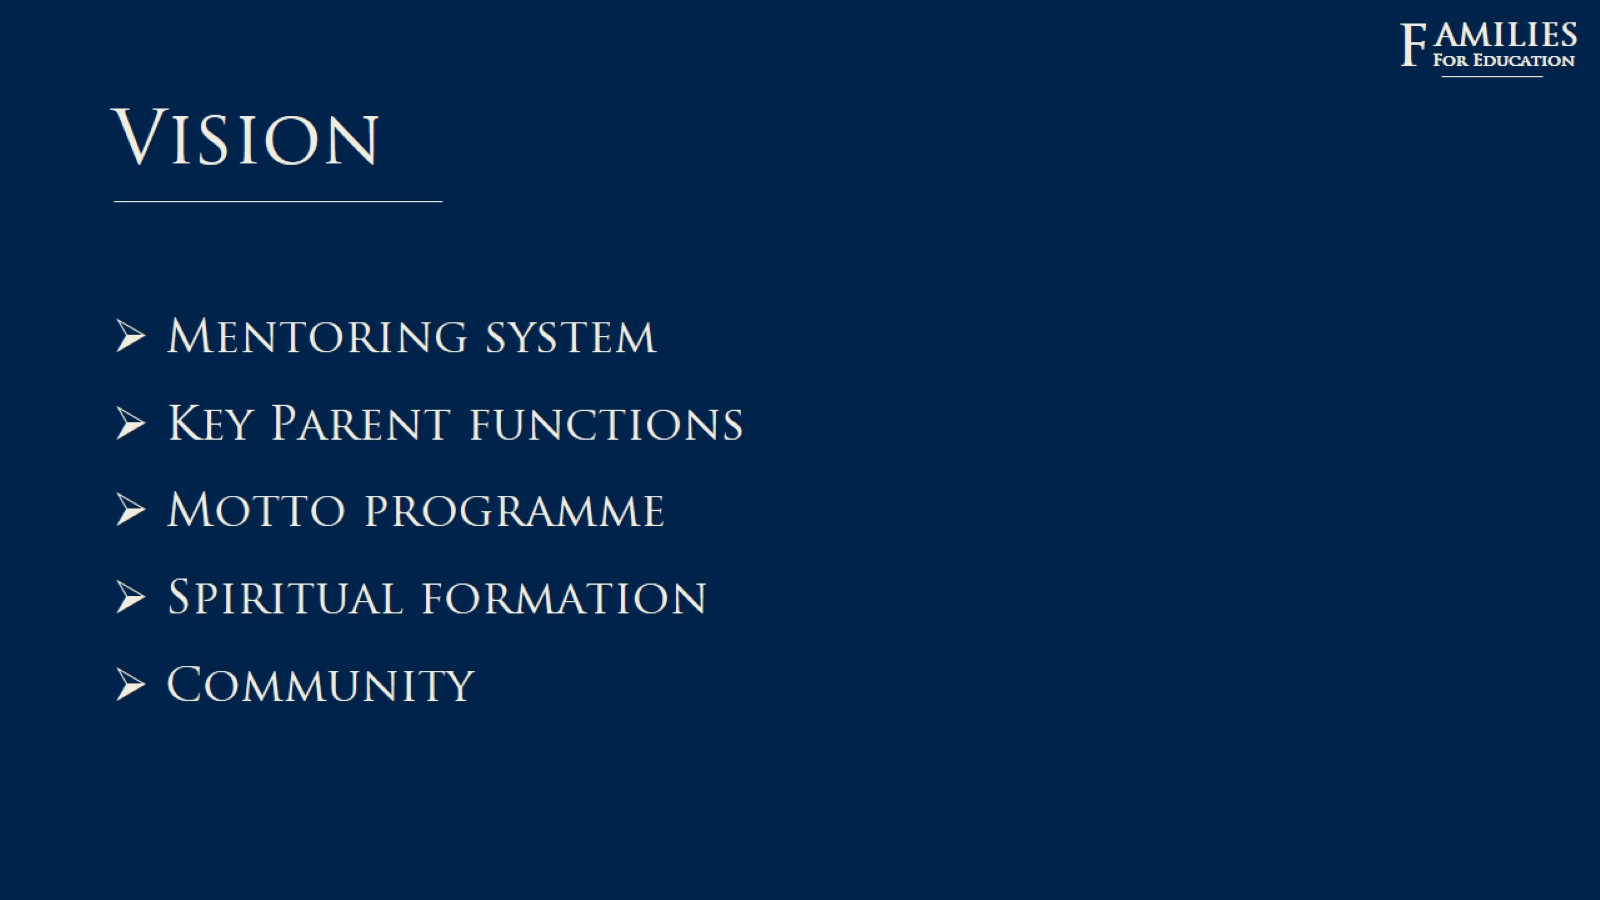 FAMILIES
FOR EDUCATION
VISION
➢ MENTORING SYSTEM
➢ KEY PARENT FUNCTIONS
➢ MOTTO PROGRAMME
➢ SPIRITUAL FORMATION
➢ COMMUNITY